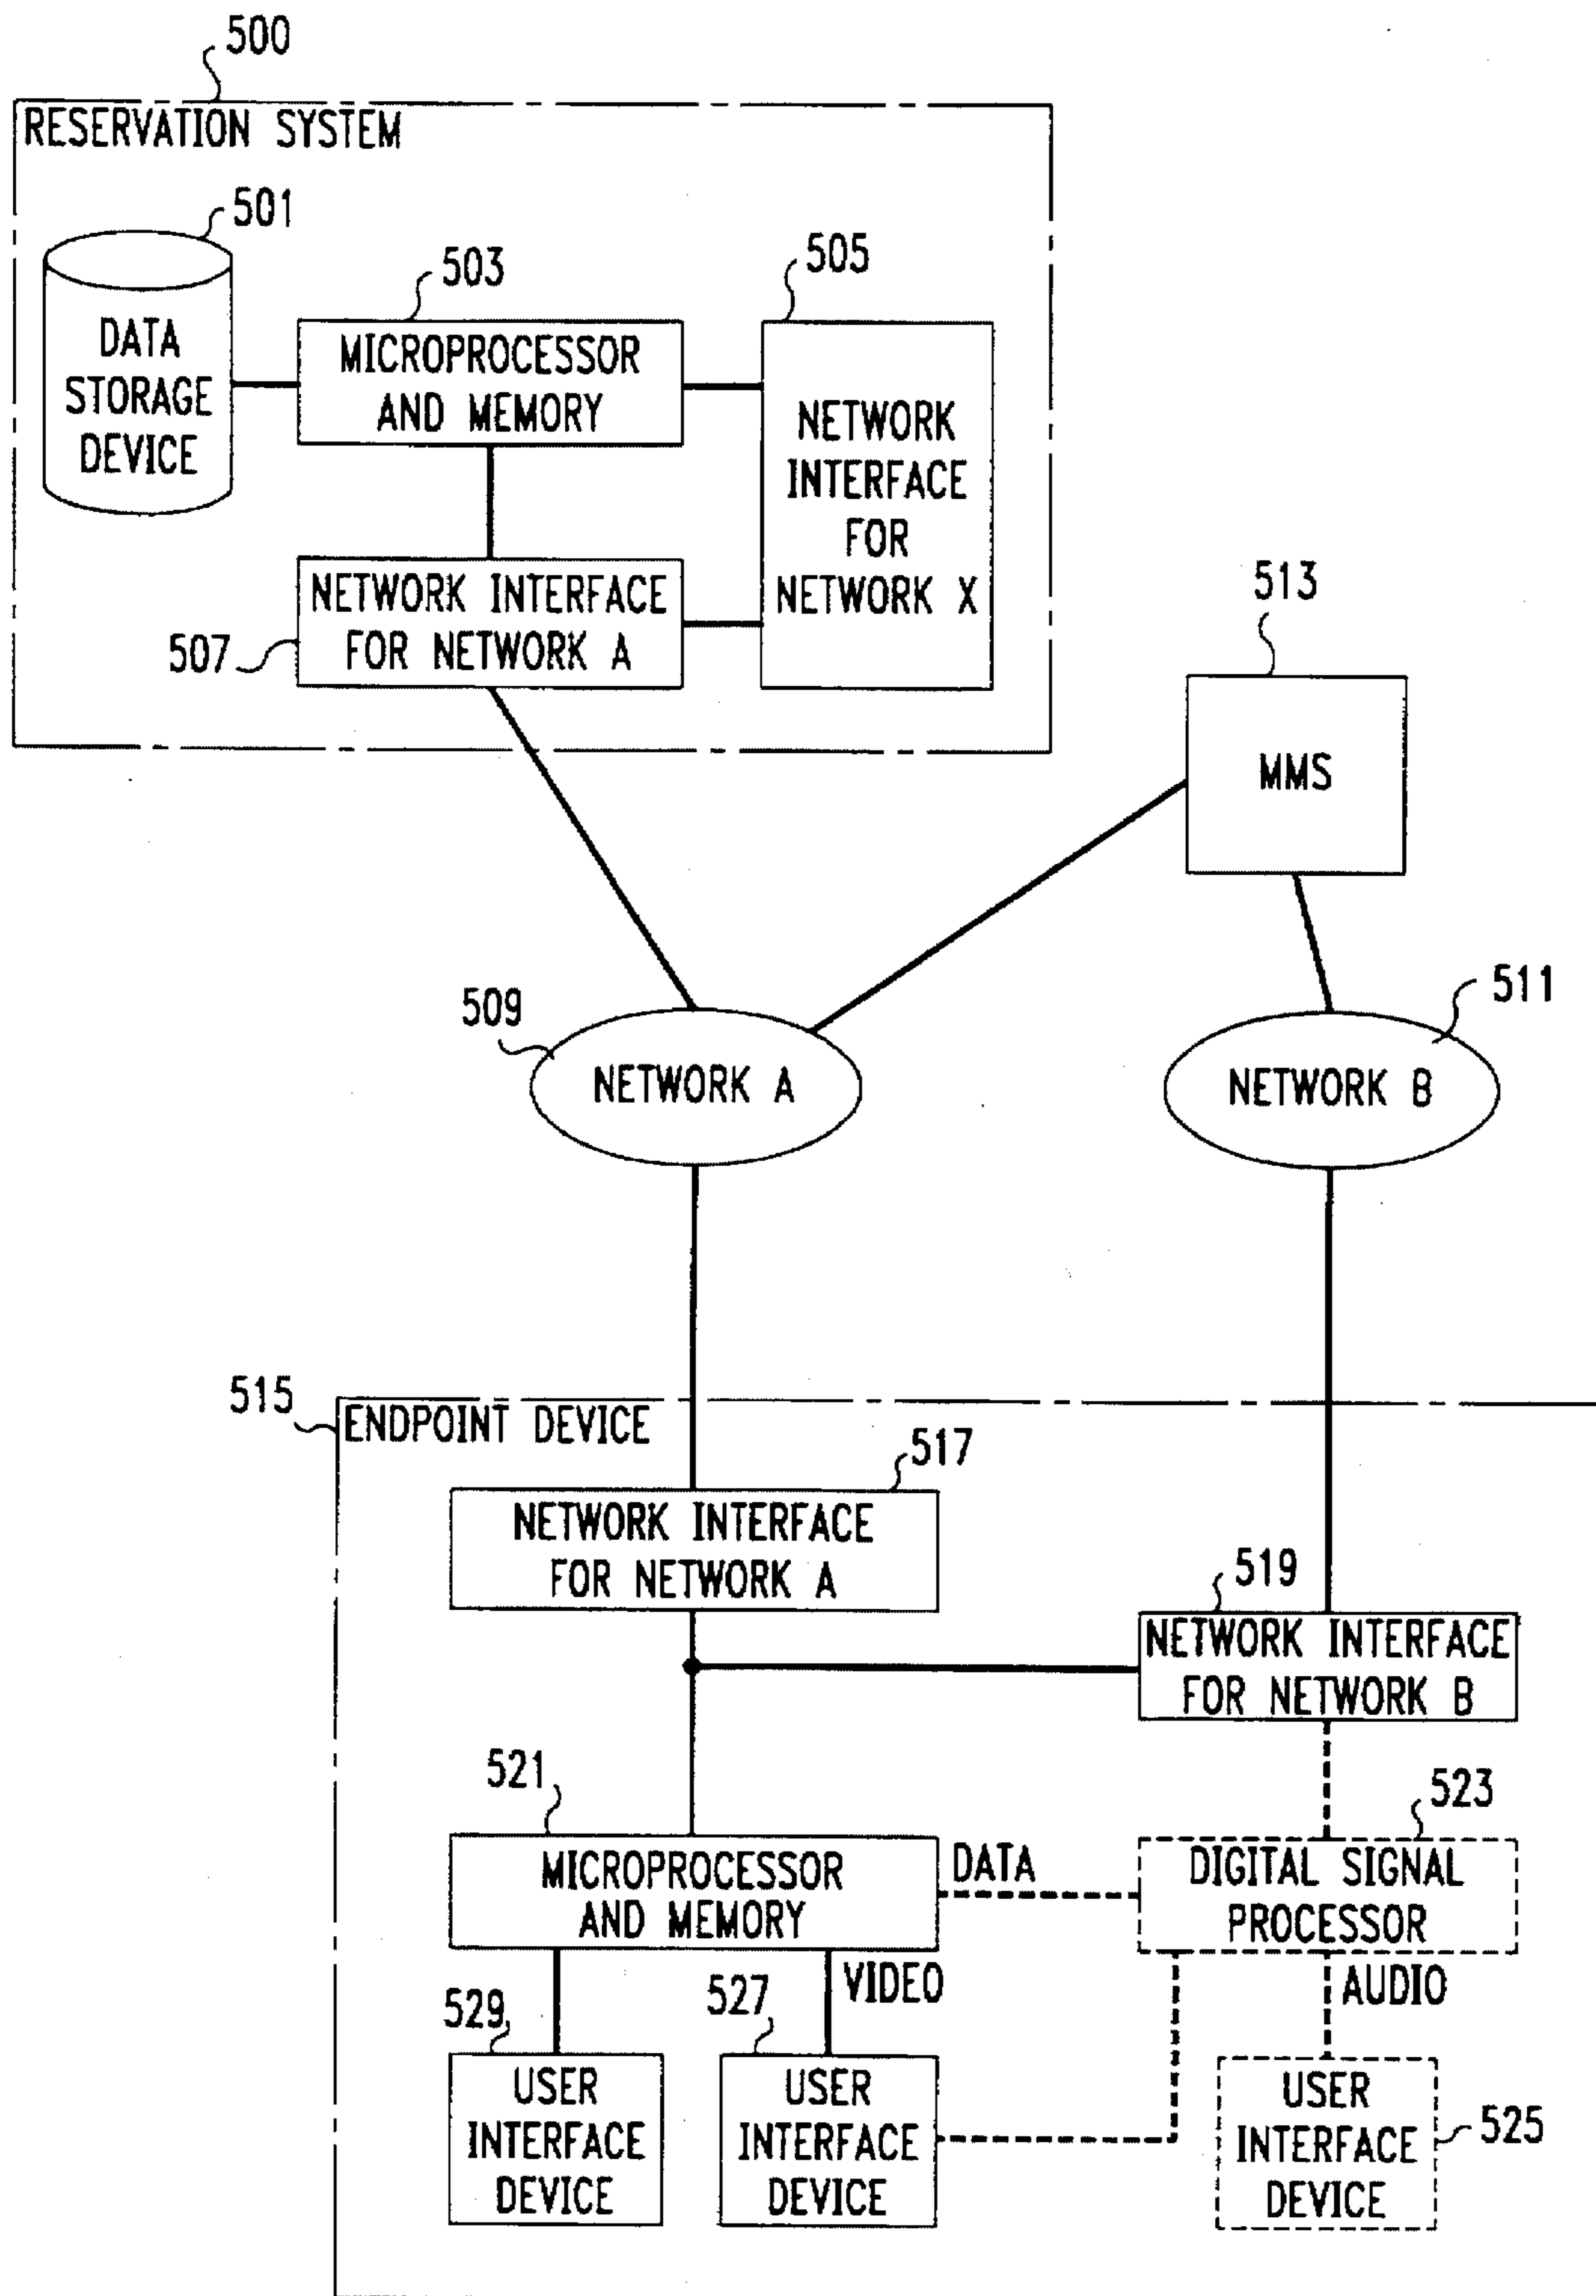 500
RESERVATION SYSTEM
501
503
505
DATA
STORAGE
DEVICE
MICROPROCESSOR
AND MEMORY
NETWORK
INTERFACE
FOR
NETWORK X
507
NETWORK INTERFACE
FOR NETWORK A
513
MMS
509
NETWORK A
511
NETWORK B
515
ENDPOINT DEVICE
517
NETWORK INTERFACE
FOR NETWORK A
519
NETWORK INTERFACE
FOR NETWORK B
521
MICROPROCESSOR
AND MEMORY
DATA
523
DIGITAL SIGNAL
PROCESSOR
VIDEO
AUDIO
529
USER
INTERFACE
DEVICE
527
USER
INTERFACE
DEVICE
USER
INTERFACE
DEVICE
525